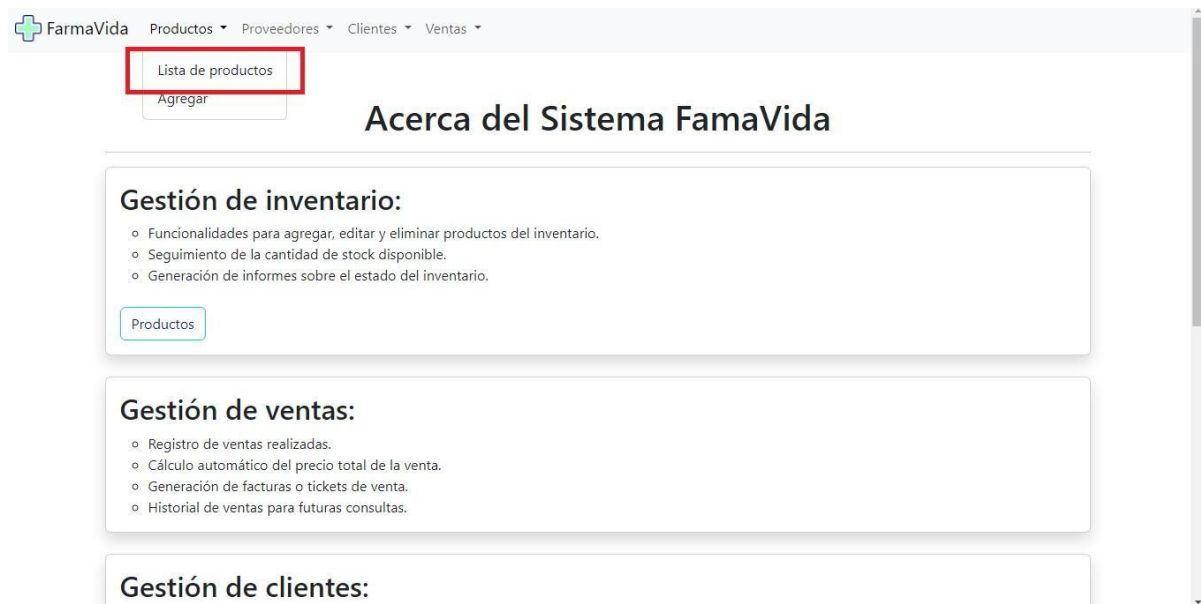 FarmaVida Productos Proveedores Clientes Ventas
Lista de productos
Agregar
Acerca del Sistema FamaVida
Gestión de inventario:
Funcionalidades para agregar, editar y eliminar productos del inventario.
Seguimiento de la cantidad de stock disponible.
Generación de informes sobre el estado del inventario.
Productos
Gestión de ventas:
Registro de ventas realizadas.
Cálculo automático del precio total de la venta.
Generación de facturas o tickets de venta.
Historial de ventas para futuras consultas.
Gestión de clientes: